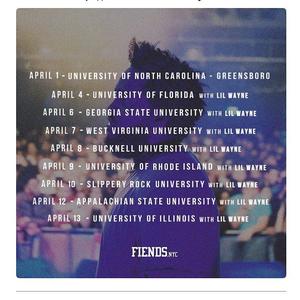 APRIL 1 - UNIVERSITY OF NORTH CAROLINA - GREENSBORO
APRIL 4 - UNIVERSITY OF FLORIDA WITH LIL WAYNE
APRIL 6 - GEORGIA STATE UNIVERSITY WITH LIL WAYNE
APRIL 7 - WEST VIRGINIA UNIVERSITY WITH LIL WAYNE
APRIL 8 - BUCKNELL UNIVERSITY WITH LIL WAYNE
APRIL 9 - UNIVERSITY OF RHODE ISLAND WITH LIL WAYNE
APRIL 10 - SLIPPERY ROCK UNIVERSITY WITH LIL WAYNE
APRIL 12 - APPALACHIAN STATE UNIVERSITY WITH LIL WAYNE
APRIL 13 - UNIVERSITY OF ILLINOIS WITH LIL WAYNE
FIENDS.NYC